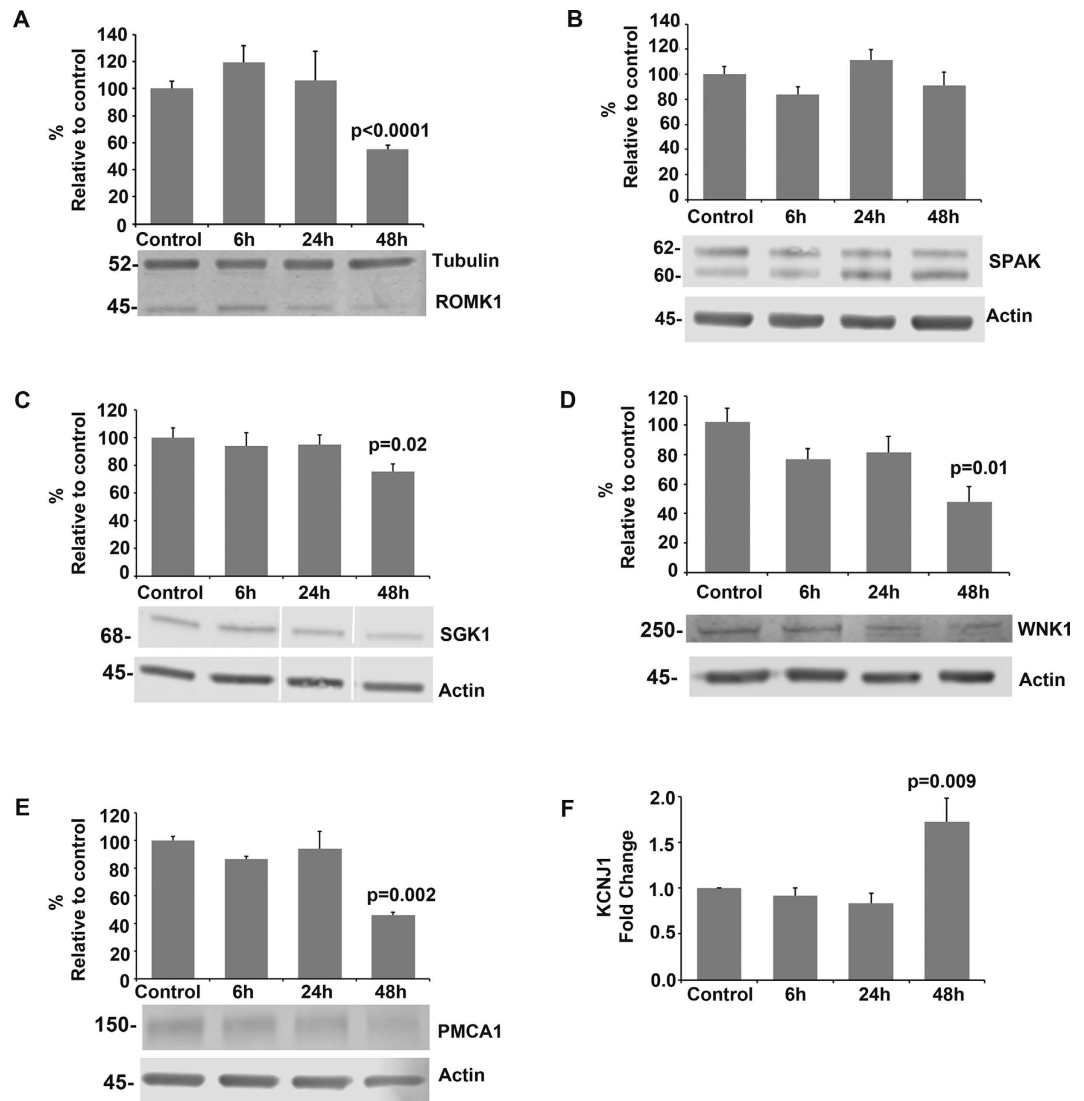 A
%
Relative to control
140
120
100
80
60
40
20
0
p<0.0001
Control 6h 24h 48h
52- Tubulin
45- ROMK1
B
%
Relative to control
140
120
100
80
60
40
20
0
Control 6h 24h 48h
62-
60- SPAK
45- Actin
C
%
Relative to control
120
100
80
60
40
20
0
p=0.02
Control 6h 24h 48h
68- SGK1
45- Actin
D
%
Relative to control
120
100
80
60
40
20
0
p=0.01
Control 6h 24h 48h
250- WNK1
45- Actin
E
%
Relative to control
120
100
80
60
40
20
0
p=0.002
Control 6h 24h 48h
150- PMCA1
45- Actin
F
KCNJ1
Fold Change
2.0
1.5
1.0
0.5
0.0
p=0.009
Control 6h 24h 48h